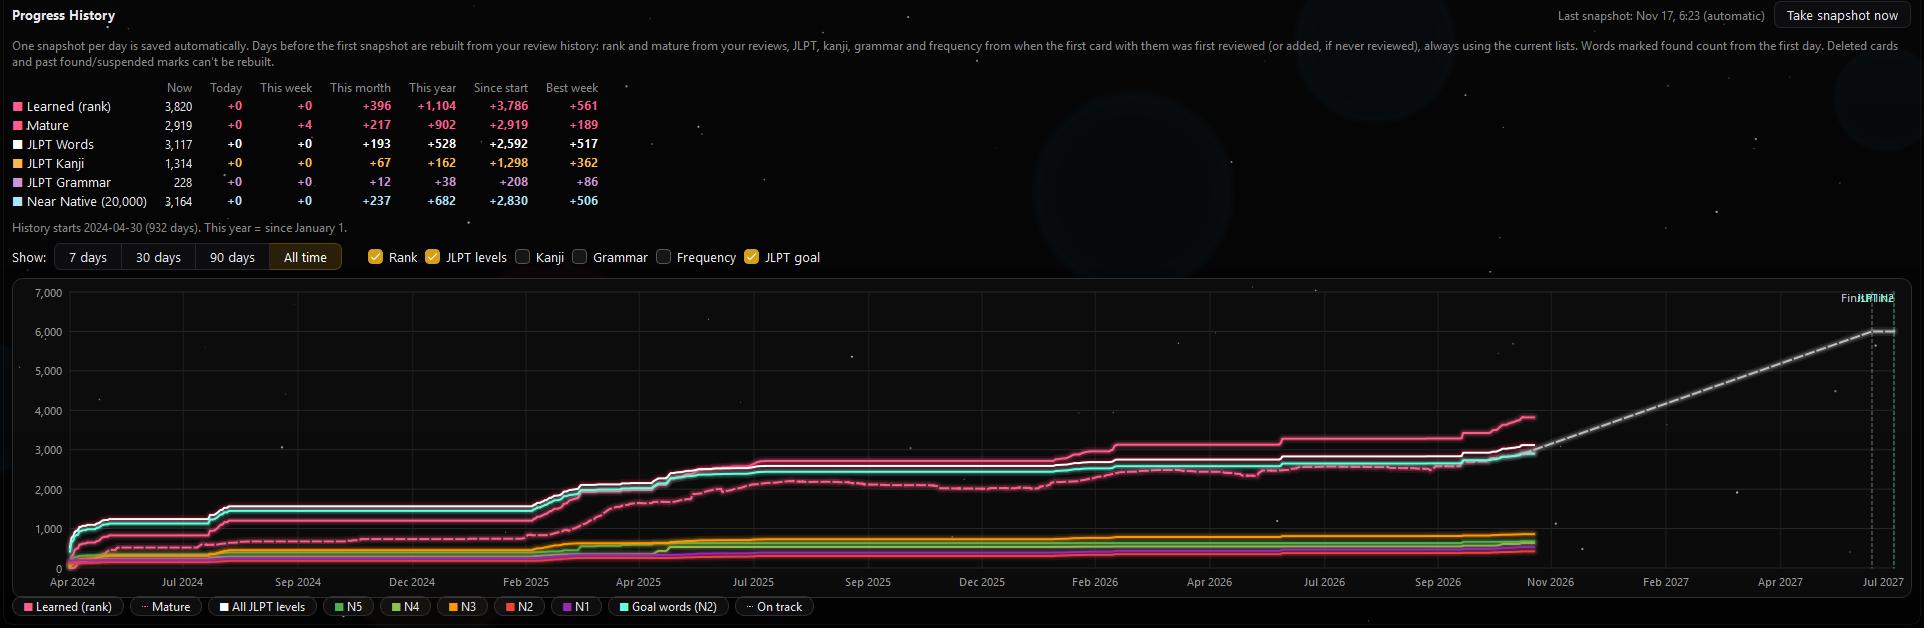 Progress History
Last snapshot: Nov 17, 6:23 (automatic)
Take snapshot now
One snapshot per day is saved automatically. Days before the first snapshot are rebuilt from your review history: rank and mature from your reviews, JLPT, kanji, grammar and frequency from when the first card with them was first reviewed (or added, if never reviewed), always using the current lists. Words marked found count from the first day. Deleted cards
and past found/suspended marks can't be rebuilt.
Now Today This week This month This year Since start Best week
Learned (rank) 3,820 +0 +0 +396 +1,104 +3,786 +561
Mature 2,919 +0 +4 +217 +902 +2,919 +189
JLPT Words 3,117 +0 +0 +193 +528 +2,592 +517
JLPT Kanji 1,314 +0 +0 +67 +162 +1,298 +362
JLPT Grammar 228 +0 +0 +12 +38 +208 +86
Near Native (20,000) 3,164 +0 +0 +237 +682 +2,830 +506
History starts 2024-04-30 (932 days). This year = since January 1.
Show: 7 days 30 days 90 days All time Rank JLPT levels Kanji Grammar Frequency JLPT goal
7,000
JLPT N2
6,000
5,000
4,000
3,000
2,000
1,000
0
Apr 2024 Jul 2024 Sep 2024 Dec 2024 Feb 2025 Apr 2025 Jul 2025 Sep 2025 Dec 2025 Feb 2026 Apr 2026 Jul 2026 Sep 2026 Nov 2026 Feb 2027 Apr 2027 Jul 2027
Learned (rank) Mature All JLPT levels N5 N4 N3 N2 N1 Goal words (N2) On track